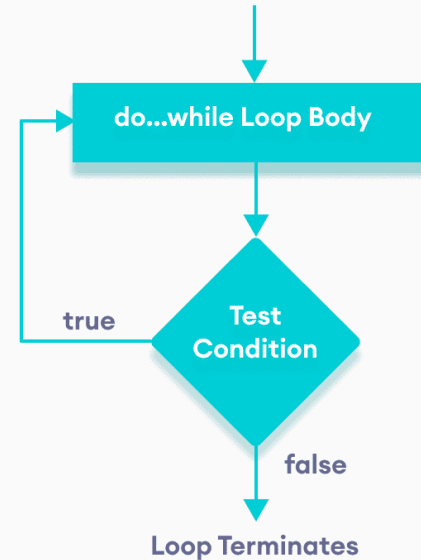 do...while Loop Body
Test
Condition
true
false
Loop Terminates